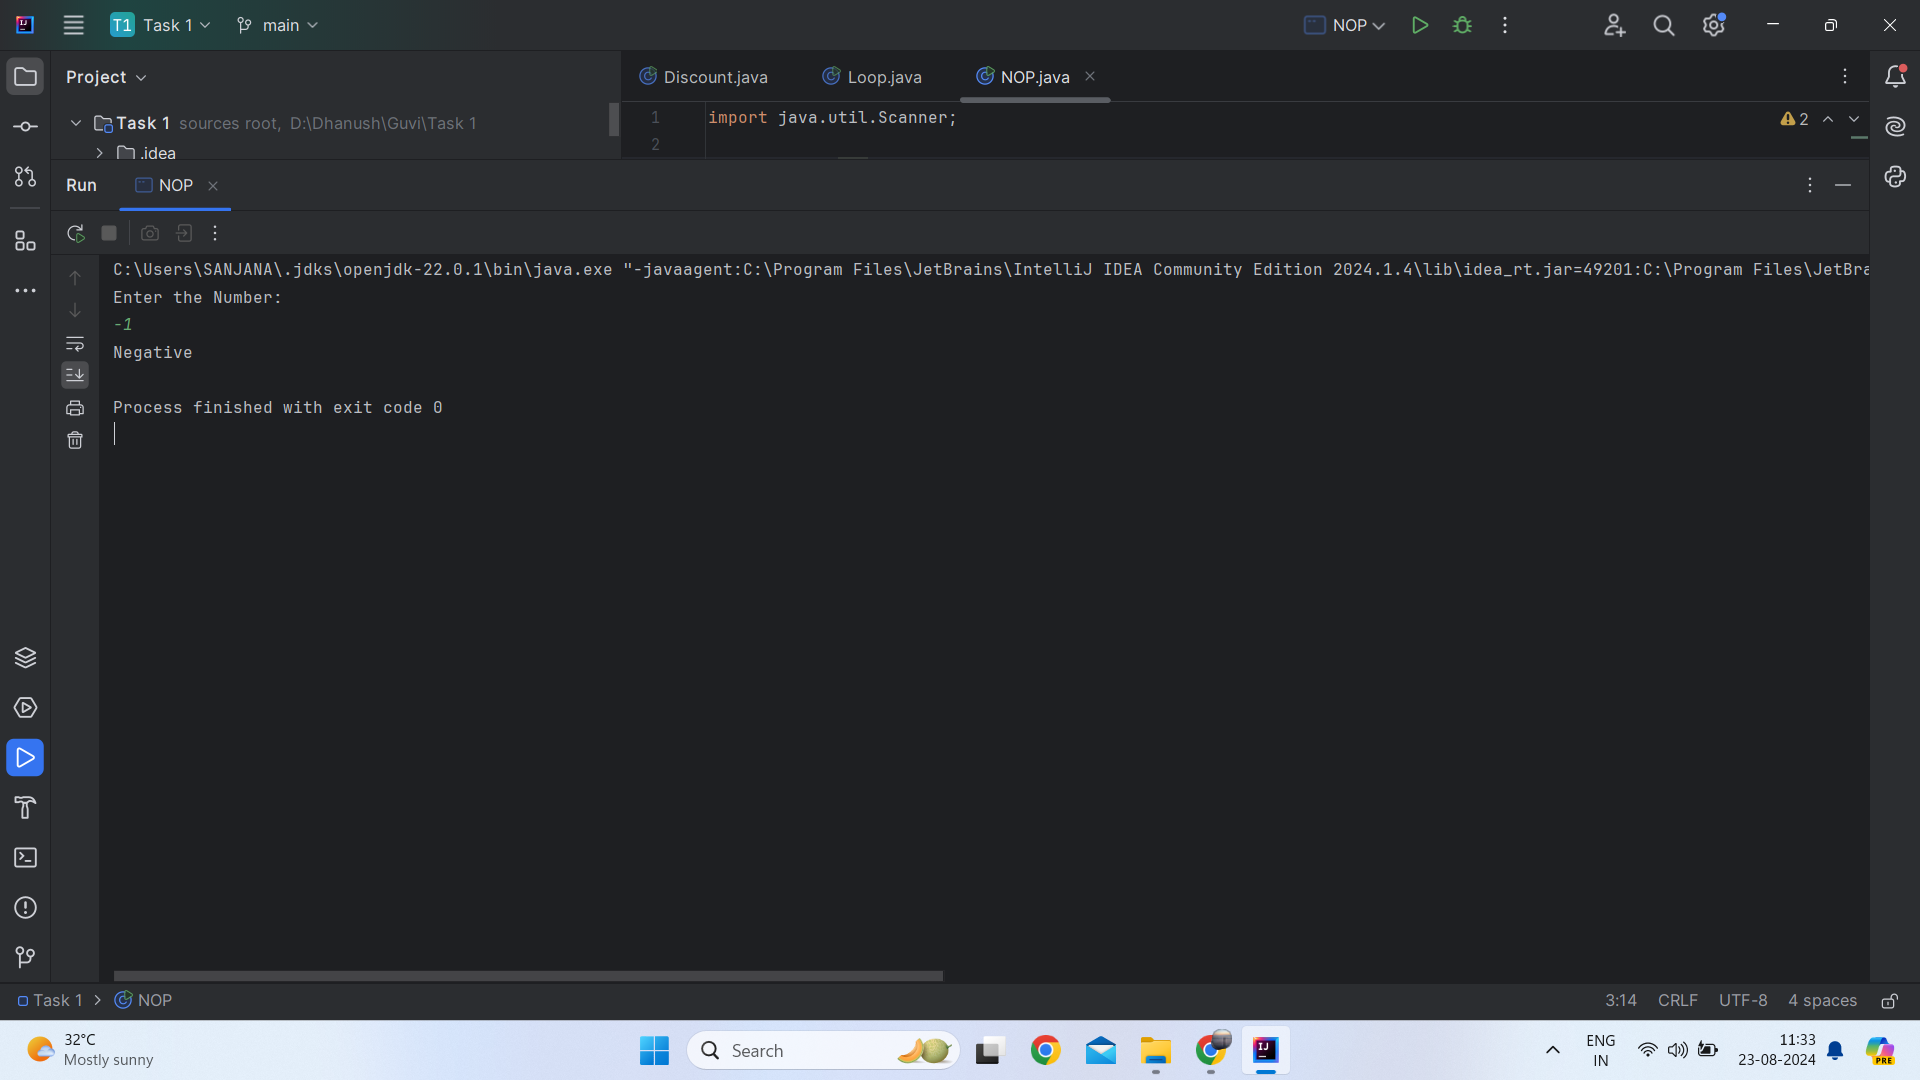 T1 Task 1 main NOP
Project
Discount.java Loop.java NOP.java
Task 1 sources root, D:\Dhanush\Guvi\Task 1
.idea
1 import java.util.Scanner;
2
2
Run NOP
C:\Users\SANJANA\.jdks\openjdk-22.0.1\bin\java.exe "-javaagent:C:\Program Files\JetBrains\IntelliJ IDEA Community Edition 2024.1.4\lib\idea_rt.jar=49201:C:\Program Files\JetBra
Enter the Number:
-1
Negative
Process finished with exit code 0
Task 1 > NOP
3:14 CRLF UTF-8 4 spaces
32°C
Mostly sunny
Search
ENG
IN
11:33
23-08-2024
PRE